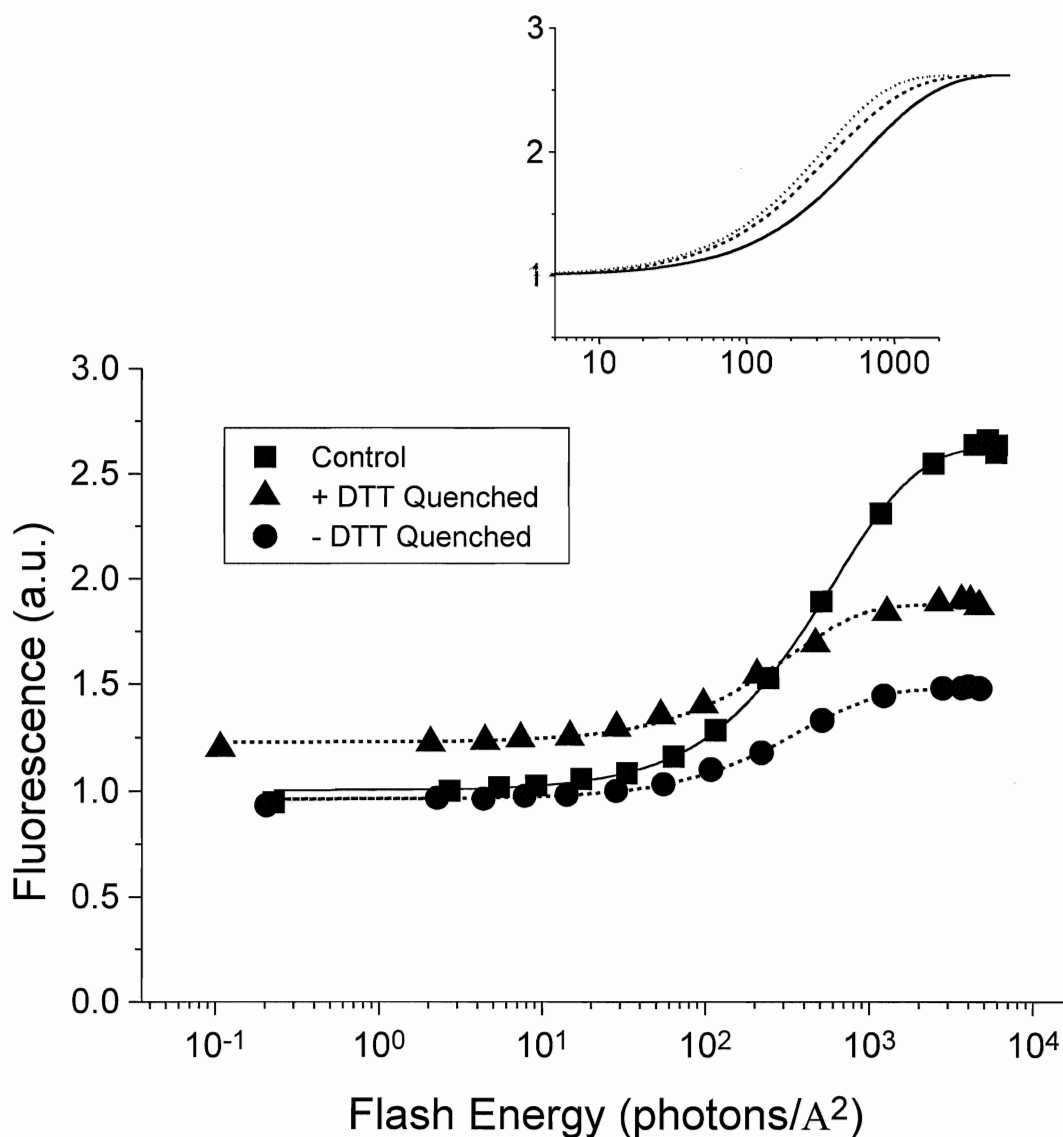 3
2
1
10 100 1000
3.0
2.5
2.0
1.5
1.0
0.5
0.0
Control
+ DTT Quenched
- DTT Quenched
Fluorescence (a.u.)
10-1 100 101 102 103 104
Flash Energy (photons/A2)